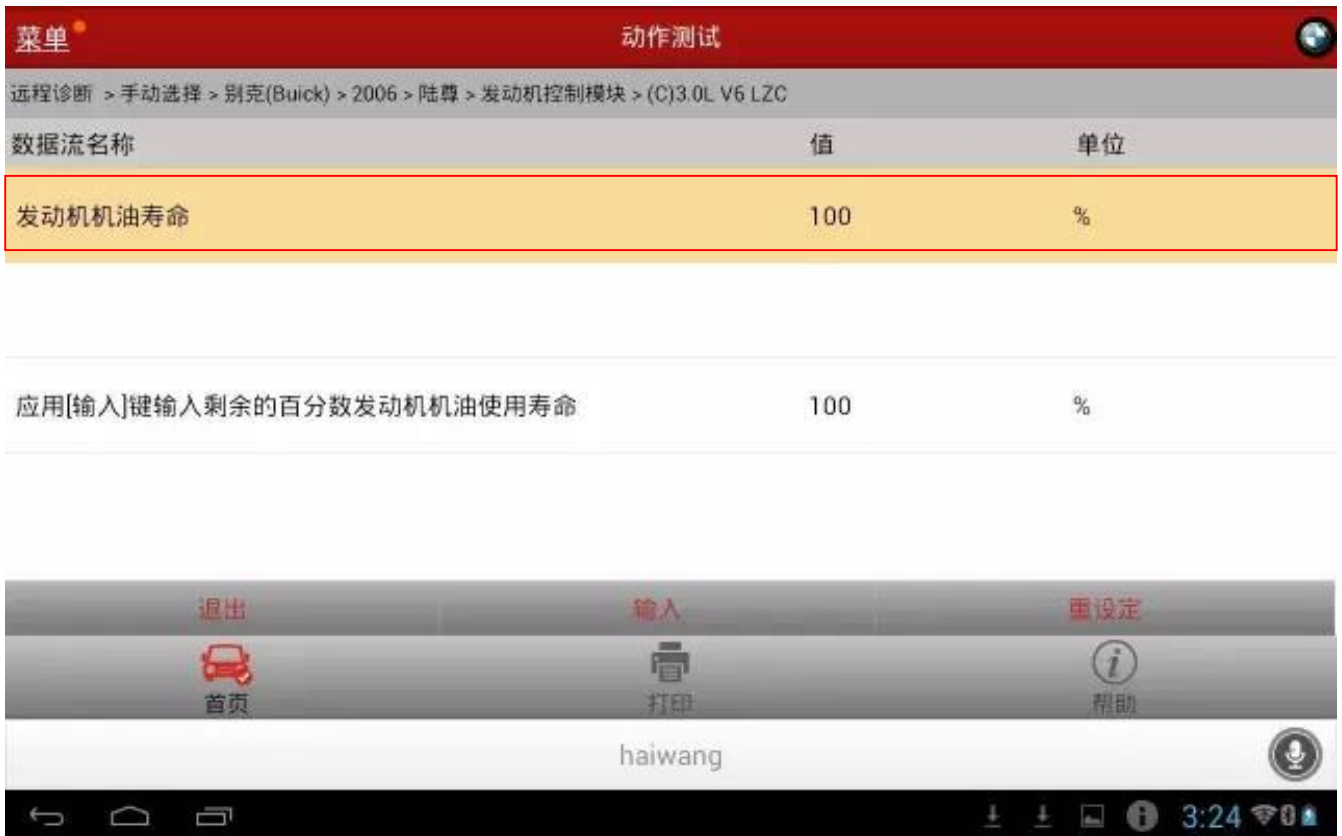 菜单 动作测试
远程诊断 > 手动选择 > 别克(Buick) > 2006 > 陆尊 > 发动机控制模块 > (C)3.0L V6 LZC
数据流名称 值 单位
发动机机油寿命 100 %
应用[输入]键输入剩余的百分数发动机机油使用寿命 100 %
退出 输入 重设定
首页 打印 帮助
haiwang
3:24